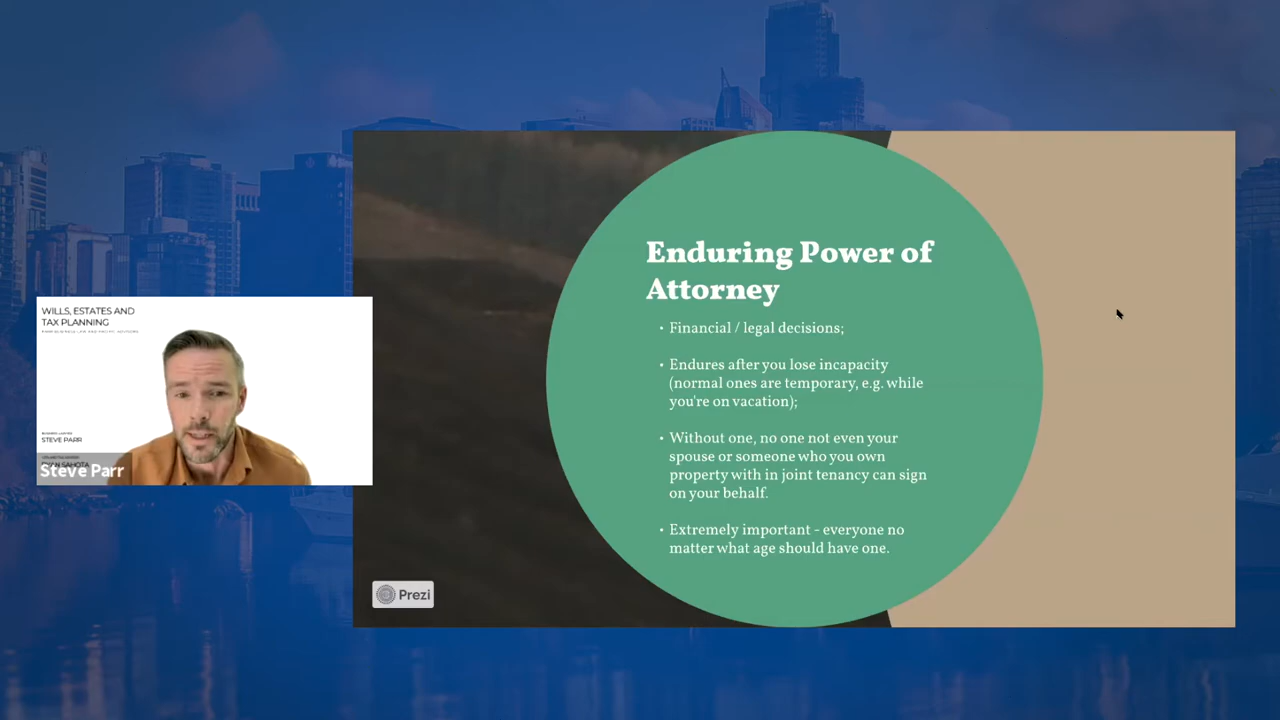 WILLS, ESTATES AND
TAX PLANNING
STEVE PARR
Steve Parr
Enduring Power of
Attorney
• Financial / legal decisions;
• Endures after you lose incapacity
(normal ones are temporary, e.g. while
you're on vacation);
• Without one, no one not even your
spouse or someone who you own
property with in joint tenancy can sign
on your behalf.
• Extremely important - everyone no
matter what age should have one.
Prezi